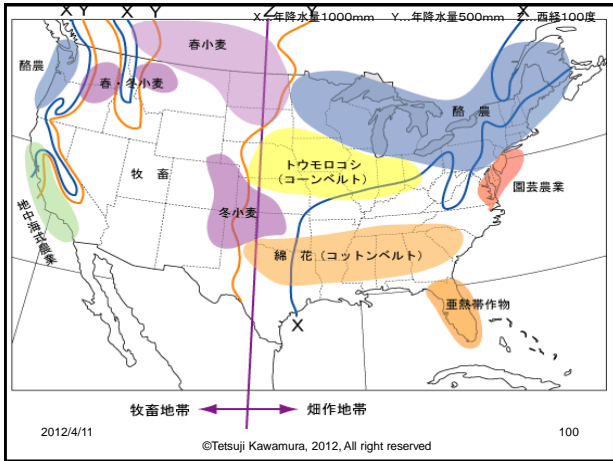 X Y X Y Z Y X
X…年降水量1000mm Y…年降水量500mm Z…西経100度
春小麦
酪農
春・冬小麦
酪 農
トウモロコシ
(コーンベルト)
牧 畜
園芸農業
冬小麦
地中海式農業
綿 花(コットンベルト)
亜熱帯作物
X
牧畜地帯 畑作地帯
2012/4/11
100
©Tetsuji Kawamura, 2012, All right reserved